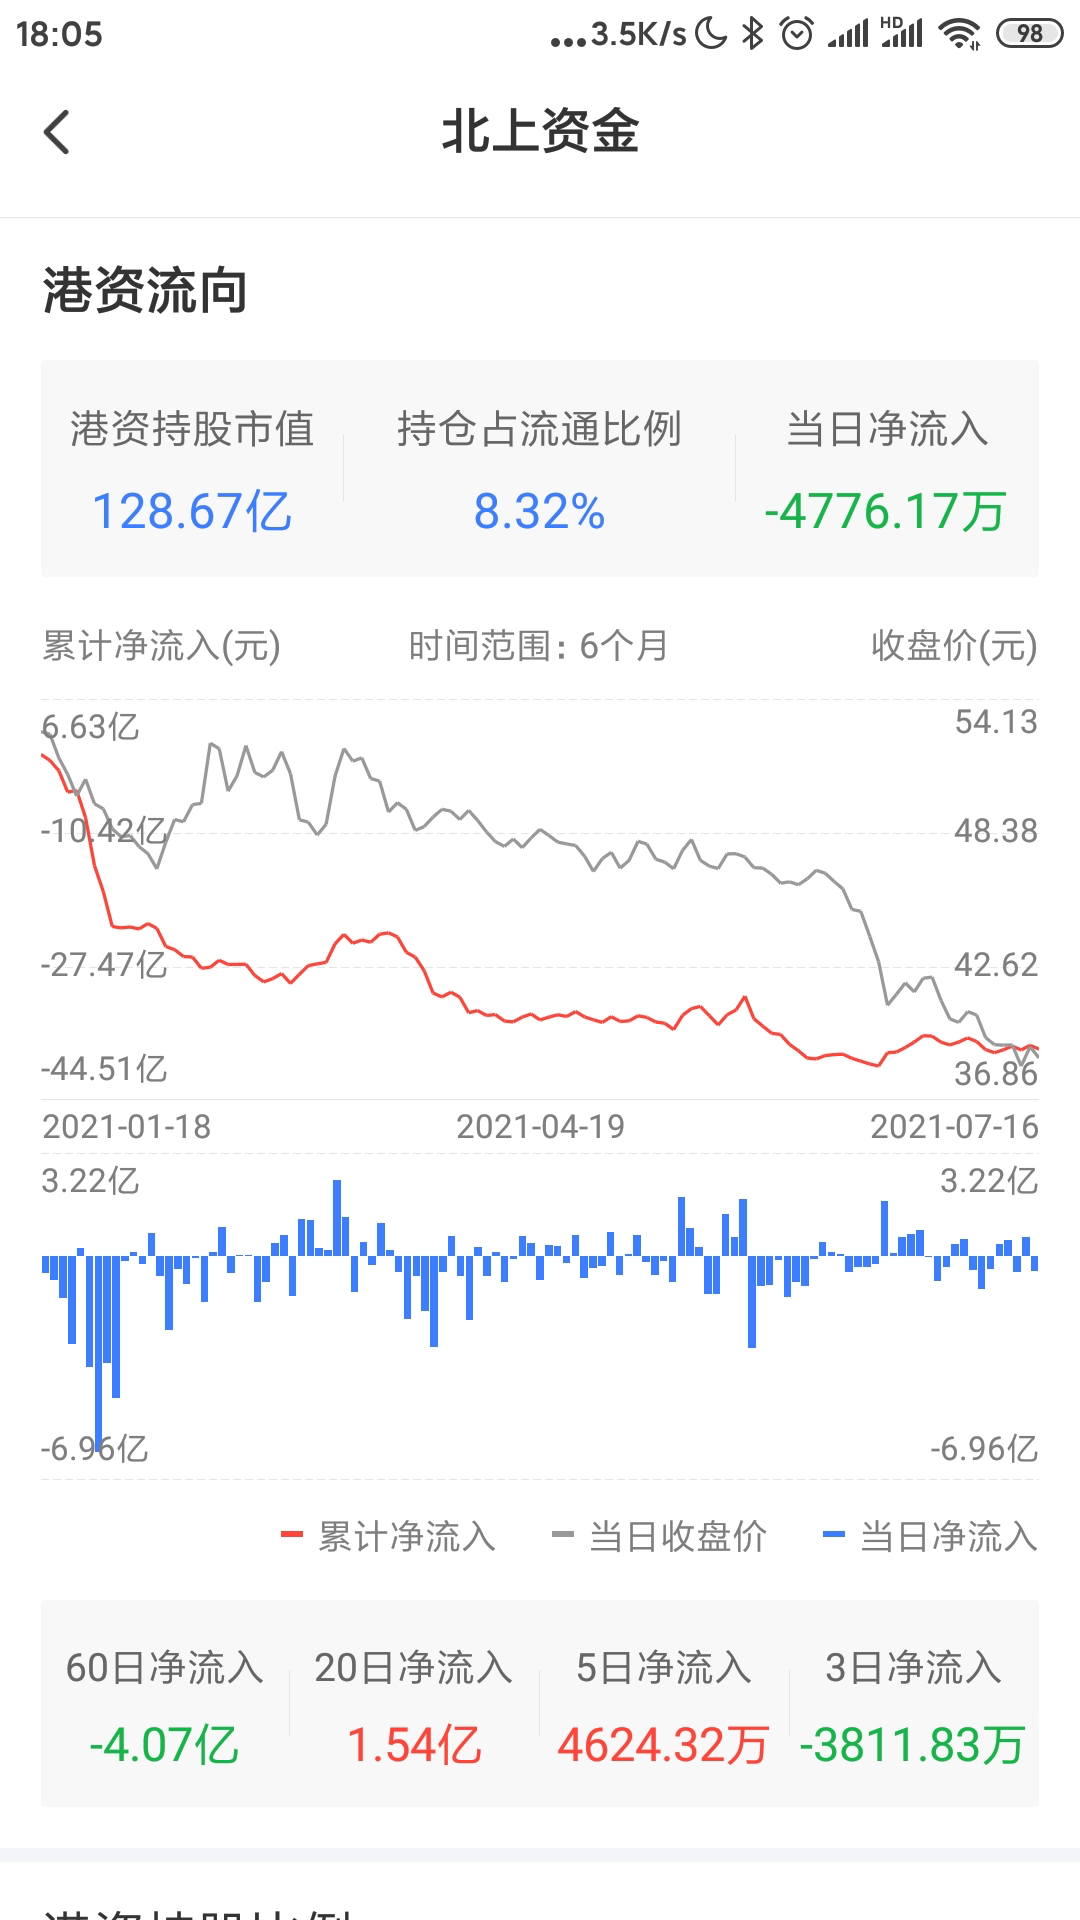 18:05
...3.5K/s HD 98
北上资金
港资流向
港资持股市值 持仓占流通比例 当日净流入
128.67亿 8.32% -4776.17万
累计净流入(元) 时间范围: 6个月 收盘价(元)
6.63亿 54.13
-10.42亿 48.38
-27.47亿 42.62
-44.51亿 36.86
2021-01-18 2021-04-19 2021-07-16
3.22亿 3.22亿
-6.96亿 -6.96亿
累计净流入 当日收盘价 当日净流入
60日净流入 20日净流入 5日净流入 3日净流入
-4.07亿 1.54亿 4624.32万 -3811.83万
港资持股比例